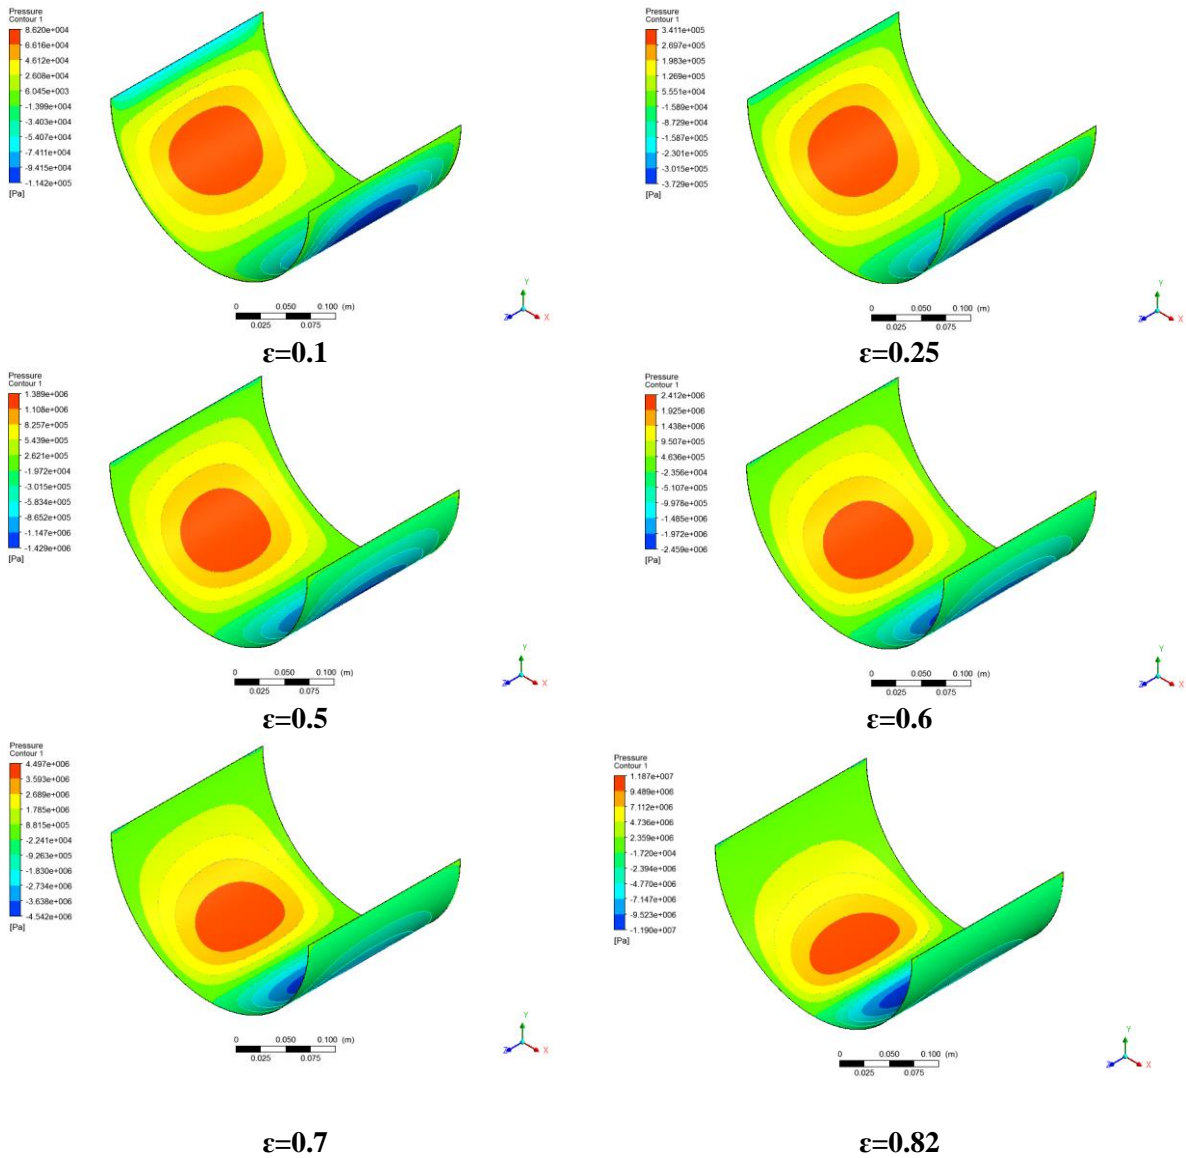 Pressure
Contour 1
8.620e+004
6.616e+004
4.612e+004
2.608e+004
6.045e+003
-1.399e+004
-3.403e+004
-5.407e+004
-7.411e+004
-9.415e+004
-1.142e+005
[Pa]
0 0.050 0.100 (m)
0.025 0.075
Y
Z X
ε=0.1
Pressure
Contour 1
3.411e+005
2.697e+005
1.983e+005
1.269e+005
5.551e+004
-1.589e+004
-8.729e+004
-1.587e+005
-2.301e+005
-3.015e+005
-3.729e+005
[Pa]
0 0.050 0.100 (m)
0.025 0.075
Y
Z X
ε=0.25
Pressure
Contour 1
1.389e+006
1.108e+006
8.257e+005
5.439e+005
2.621e+005
-1.972e+004
-3.015e+005
-5.834e+005
-8.652e+005
-1.147e+006
-1.429e+006
[Pa]
0 0.050 0.100 (m)
0.025 0.075
Y
Z X
ε=0.5
Pressure
Contour 1
2.412e+006
1.925e+006
1.438e+006
9.507e+005
4.636e+005
-2.356e+004
-5.107e+005
-9.978e+005
-1.485e+006
-1.972e+006
-2.459e+006
[Pa]
0 0.050 0.100 (m)
0.025 0.075
Y
Z X
ε=0.6
Pressure
Contour 1
4.497e+006
3.593e+006
2.689e+006
1.785e+006
8.815e+005
-2.241e+004
-9.263e+005
-1.830e+006
-2.734e+006
-3.638e+006
-4.542e+006
[Pa]
0 0.050 0.100 (m)
0.025 0.075
Y
Z X
ε=0.7
Pressure
Contour 1
1.187e+007
9.489e+006
7.112e+006
4.736e+006
2.359e+006
-1.720e+004
-2.394e+006
-4.770e+006
-7.147e+006
-9.523e+006
-1.190e+007
[Pa]
0 0.050 0.100 (m)
0.025 0.075
Y
Z X
ε=0.82